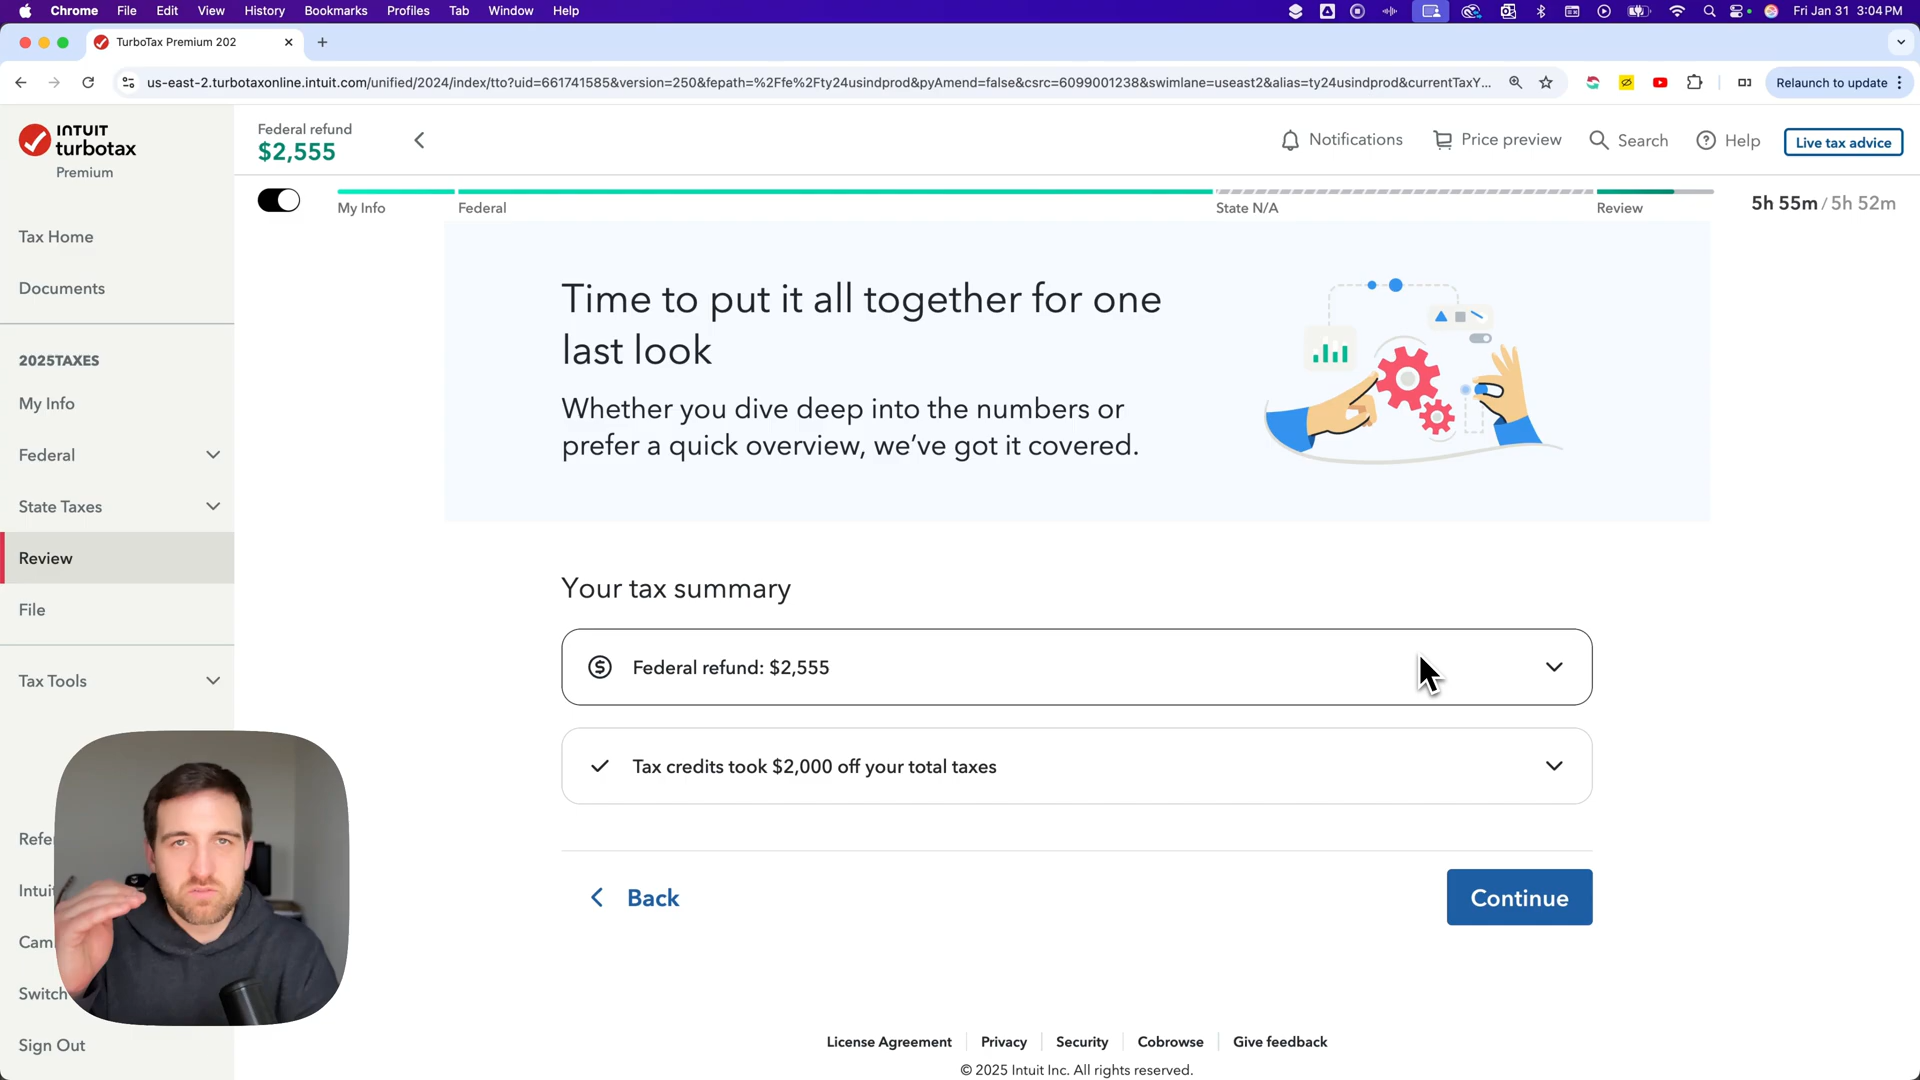 Chrome File Edit View History Bookmarks Profiles Tab Window Help Fri Jan 31 3:04 PM
TurboTax Premium 202
us-east-2.turbotaxonline.intuit.com/unified/2024/index/tto?uid=661741585&version=250&fepath=%2Ffe%2Ftty24usindprod&pyAmend=false&csrc=6099001238&swimlane=useast2&alias=ty24usindprod&currentTaxY...
Relaunch to update
INTUIT
turbotax
Premium
Federal refund
$2,555
Notifications
Price preview
Search
Help
Live tax advice
My Info
Federal
State N/A
Review
5h 55m / 5h 52m
Tax Home
Documents
2025TAXES
My Info
Federal
State Taxes
Review
File
Tax Tools
Refe
Intui
Cam
Switch
Sign Out
Time to put it all together for one
last look
Whether you dive deep into the numbers or
prefer a quick overview, we've got it covered.
Your tax summary
Federal refund: $2,555
Tax credits took $2,000 off your total taxes
Back
Continue
License Agreement
Privacy
Security
Cobrowse
Give feedback
© 2025 Intuit Inc. All rights reserved.